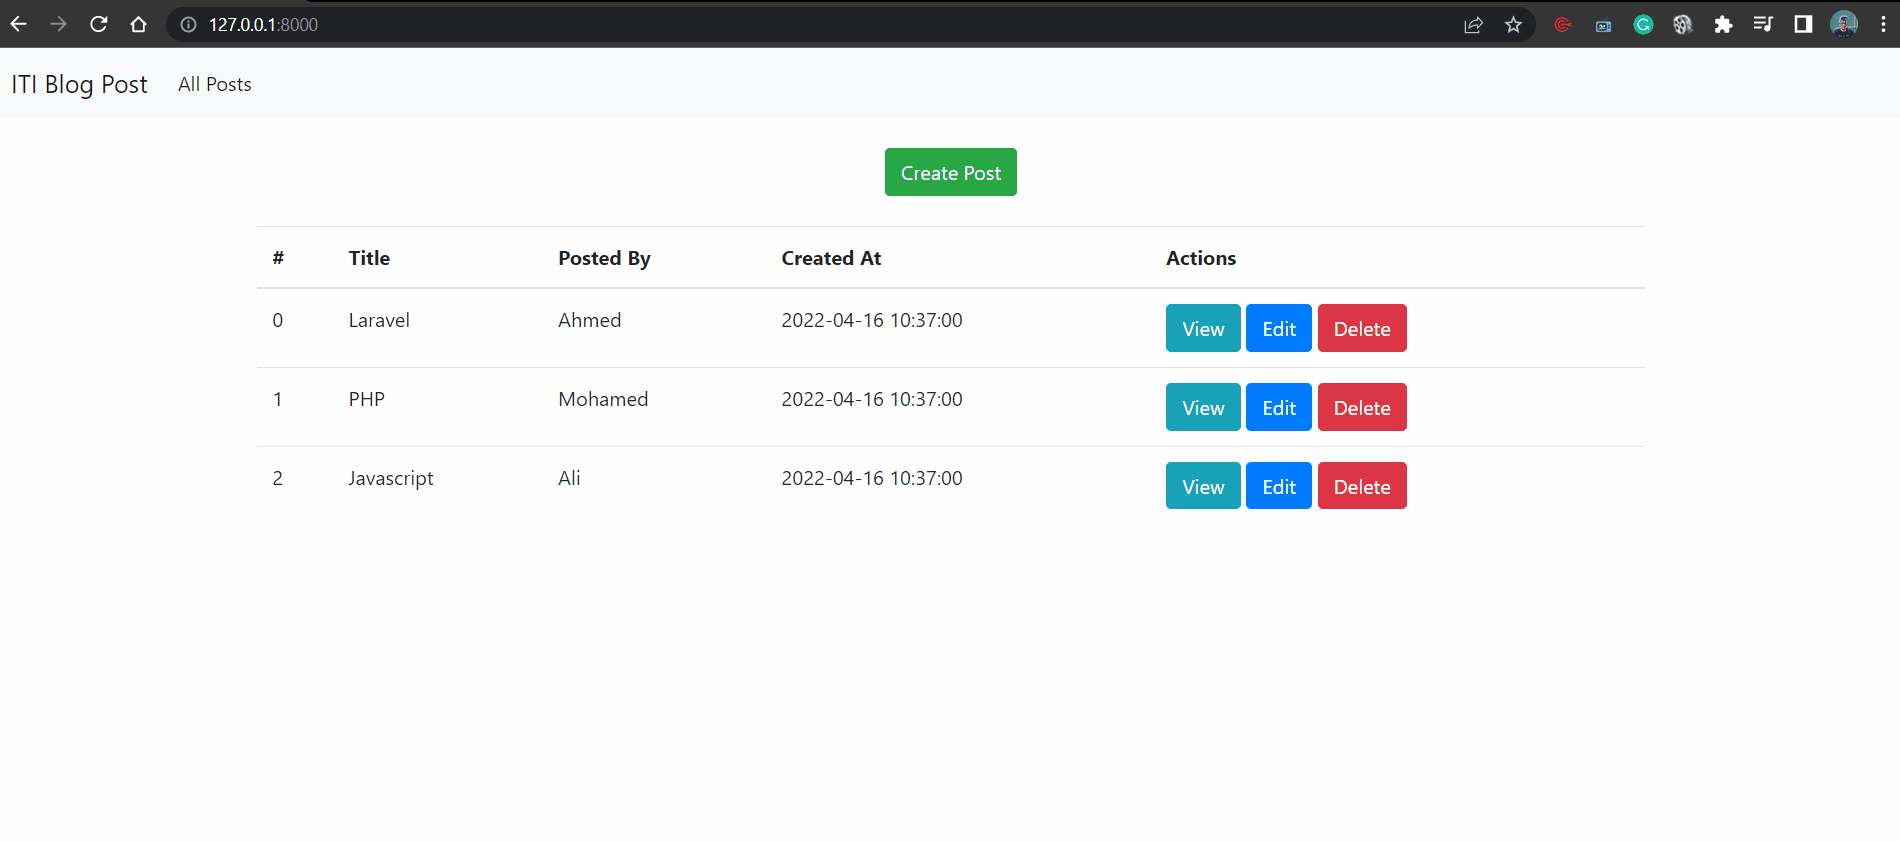 127.0.0.1:8000
ITI Blog Post All Posts
Create Post
# Title Posted By Created At Actions
0 Laravel Ahmed 2022-04-16 10:37:00 View Edit Delete
1 PHP Mohamed 2022-04-16 10:37:00 View Edit Delete
2 Javascript Ali 2022-04-16 10:37:00 View Edit Delete